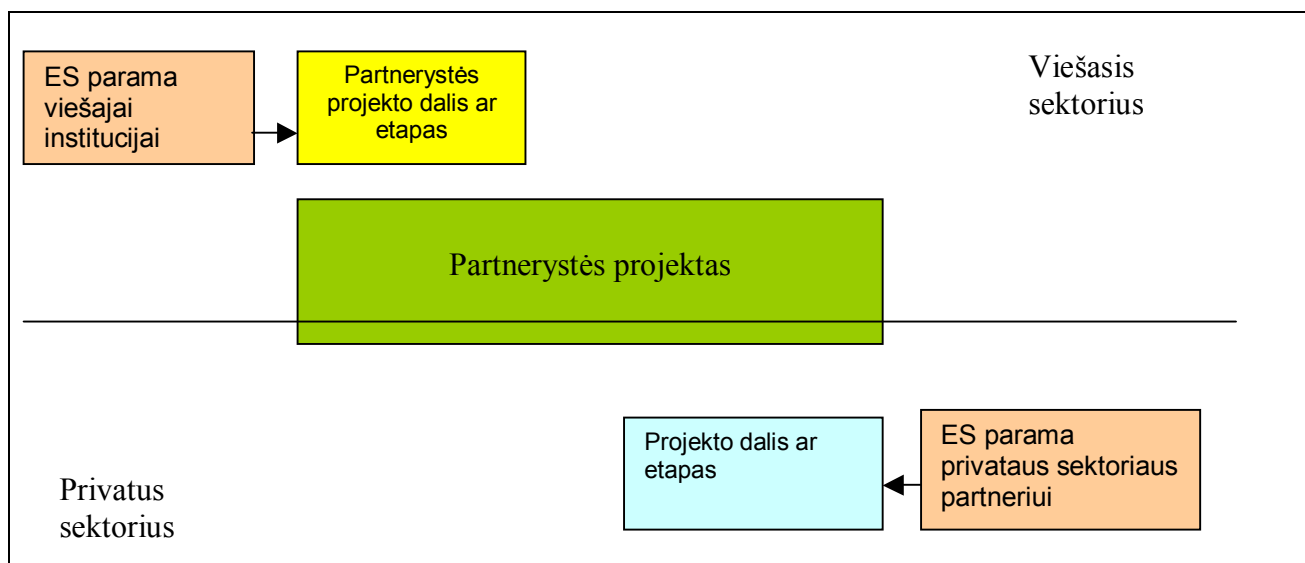 ES parama
viešajai
institucijai
Partnerystės
projekto dalis ar
etapas
Viešasis
sektorius
Partnerystės projektas
Projekto dalis ar
etapas
ES parama
privataus sektoriaus
partneriui
Privatus
sektorius